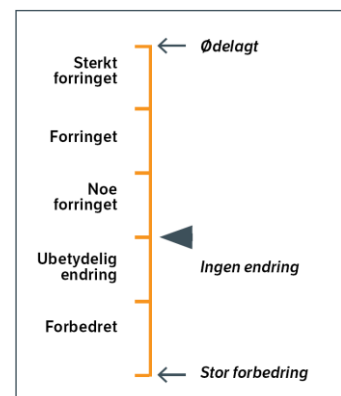 Ødelagt
Sterkt
forringet
Forringet
Noe
forringet
Ubetydelig
endring
Ingen endring
Forbedret
Stor forbedring